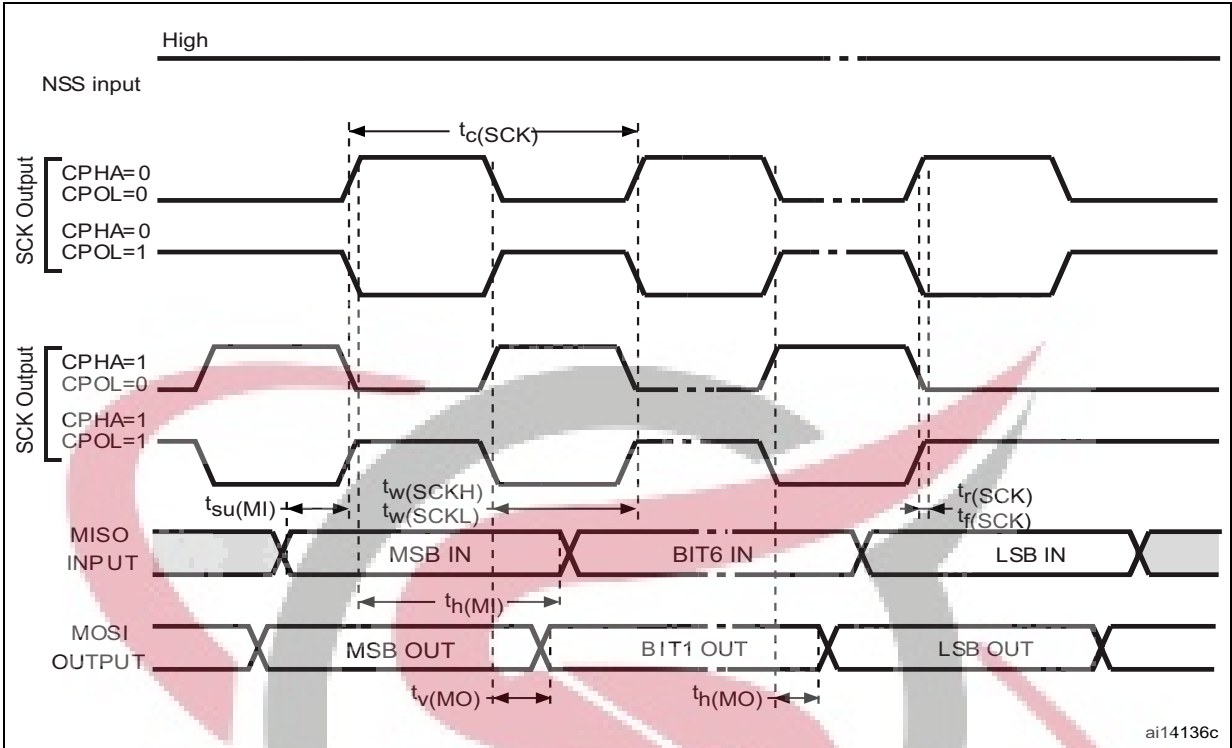 High
NSS input
tc(SCK)
SCK Output
CPHA=0
CPOL=0
CPHA=0
CPOL=1
SCK Output
CPHA=1
CPOL=0
CPHA=1
CPOL=1
tsu(MI)
tw(SCKH)
tw(SCKL)
tr(SCK)
tf(SCK)
MISO
INPUT
MSB IN
BIT6 IN
LSB IN
th(MI)
MOSI
OUTPUT
MSB OUT
BIT1 OUT
LSB OUT
tv(MO)
th(MO)
ai14136c